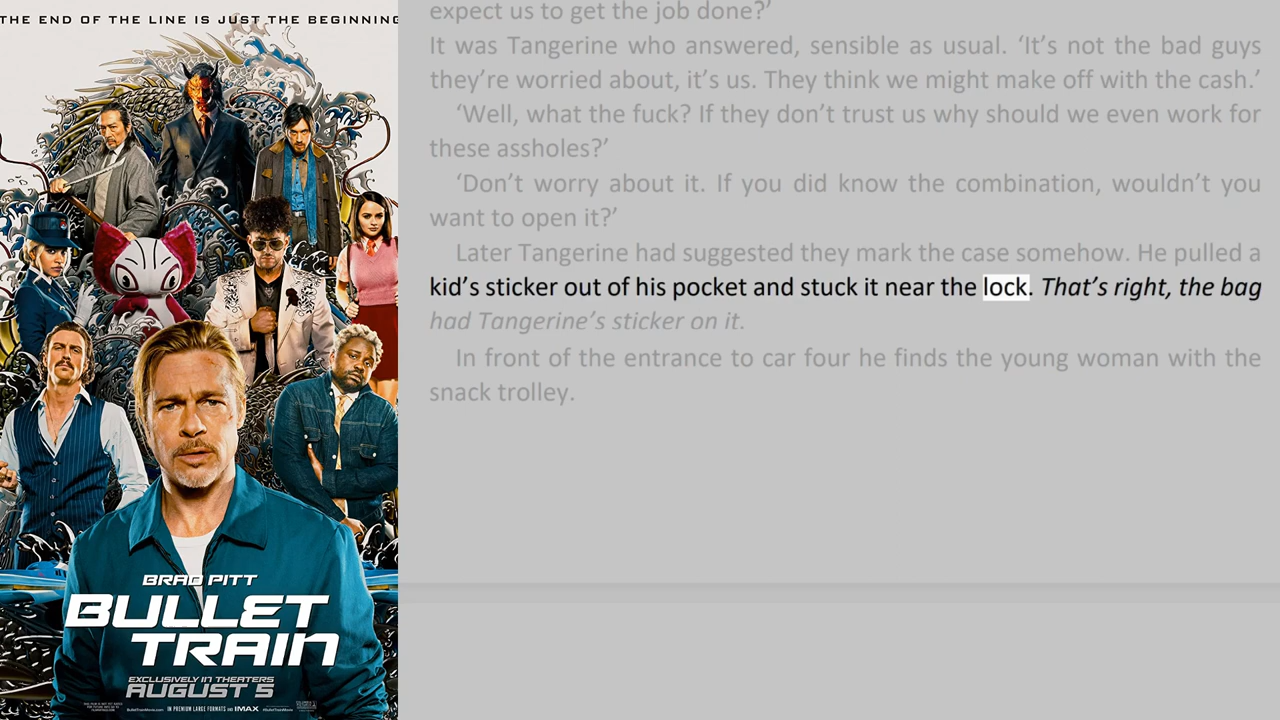 THE END OF THE LINE IS JUST THE BEGINNING
BRAD PITT
BULLET
TRAIN
EXCLUSIVELY IN THEATERS
AUGUST 5
IN PREMIUM LARGE FORMATS AND IMAX
expect us to get the job done?’
It was Tangerine who answered, sensible as usual. ‘It’s not the bad guys
they’re worried about, it’s us. They think we might make off with the cash.’
‘Well, what the fuck? If they don’t trust us why should we even work for
these assholes?’
‘Don’t worry about it. If you did know the combination, wouldn’t you
want to open it?’
Later Tangerine had suggested they mark the case somehow. He pulled a
kid’s sticker out of his pocket and stuck it near the lock. That’s right, the bag
had Tangerine’s sticker on it.
In front of the entrance to car four he finds the young woman with the
snack trolley.